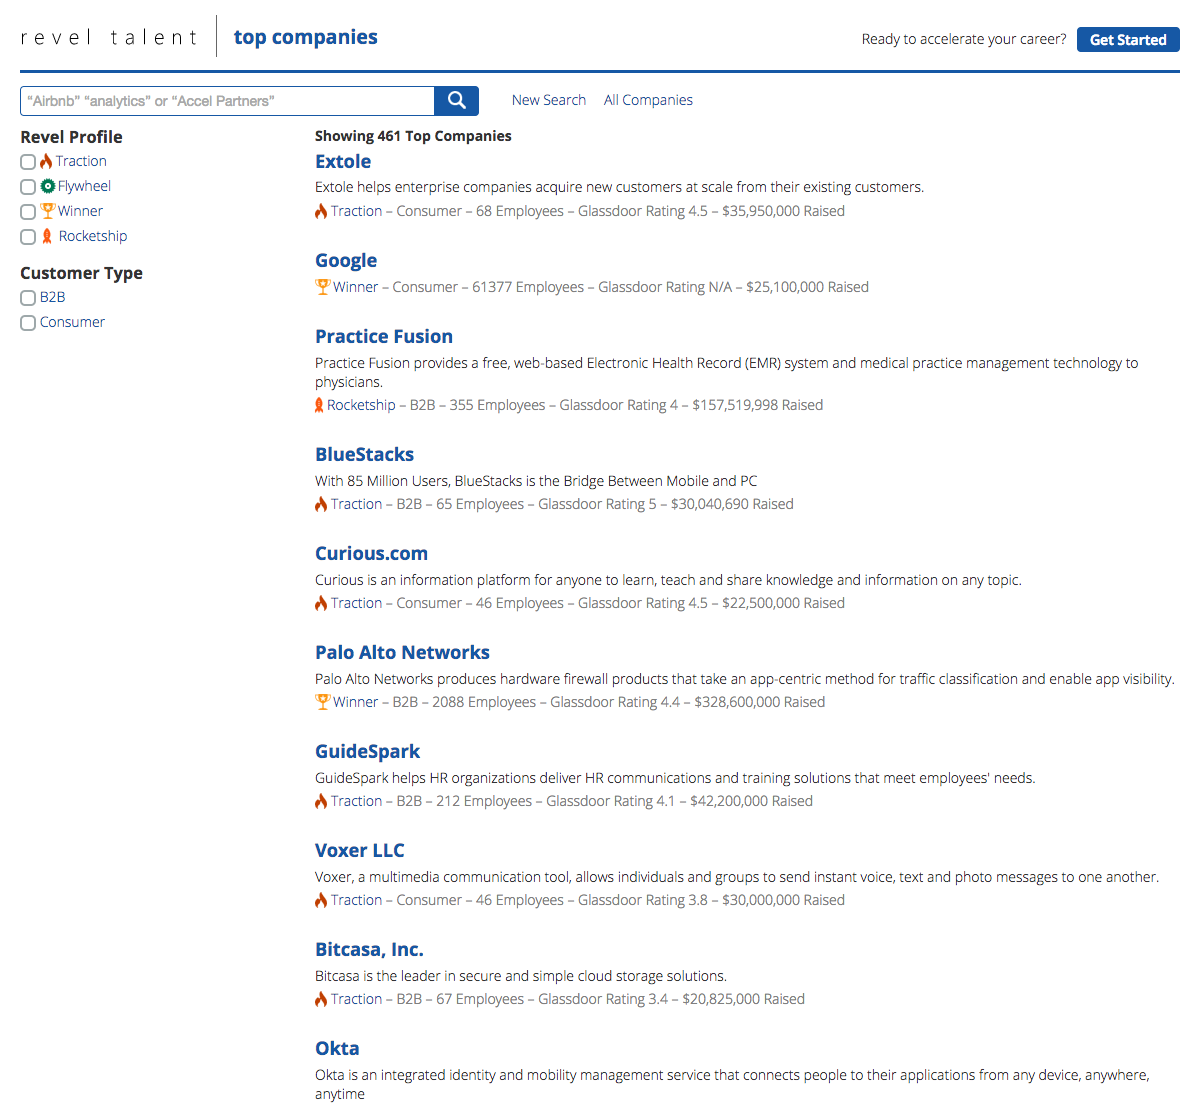 revel talent
top companies
Ready to accelerate your career?
Get Started
"Airbnb" "analytics" or "Accel Partners"
New Search
All Companies
Revel Profile
Traction
Flywheel
Winner
Rocketship
Customer Type
B2B
Consumer
Showing 461 Top Companies
Extole
Extole helps enterprise companies acquire new customers at scale from their existing customers.
Traction – Consumer – 68 Employees – Glassdoor Rating 4.5 – $35,950,000 Raised
Google
Winner – Consumer – 61377 Employees – Glassdoor Rating N/A – $25,100,000 Raised
Practice Fusion
Practice Fusion provides a free, web-based Electronic Health Record (EMR) system and medical practice management technology to
physicians.
Rocketship – B2B – 355 Employees – Glassdoor Rating 4 – $157,519,998 Raised
BlueStacks
With 85 Million Users, BlueStacks is the Bridge Between Mobile and PC
Traction – B2B – 65 Employees – Glassdoor Rating 5 – $30,040,690 Raised
Curious.com
Curious is an information platform for anyone to learn, teach and share knowledge and information on any topic.
Traction – Consumer – 46 Employees – Glassdoor Rating 4.5 – $22,500,000 Raised
Palo Alto Networks
Palo Alto Networks produces hardware firewall products that take an app-centric method for traffic classification and enable app visibility.
Winner – B2B – 2088 Employees – Glassdoor Rating 4.4 – $328,600,000 Raised
GuideSpark
GuideSpark helps HR organizations deliver HR communications and training solutions that meet employees' needs.
Traction – B2B – 212 Employees – Glassdoor Rating 4.1 – $42,200,000 Raised
Voxer LLC
Voxer, a multimedia communication tool, allows individuals and groups to send instant voice, text and photo messages to one another.
Traction – Consumer – 46 Employees – Glassdoor Rating 3.8 – $30,000,000 Raised
Bitcasa, Inc.
Bitcasa is the leader in secure and simple cloud storage solutions.
Traction – B2B – 67 Employees – Glassdoor Rating 3.4 – $20,825,000 Raised
Okta
Okta is an integrated identity and mobility management service that connects people to their applications from any device, anywhere,
anytime